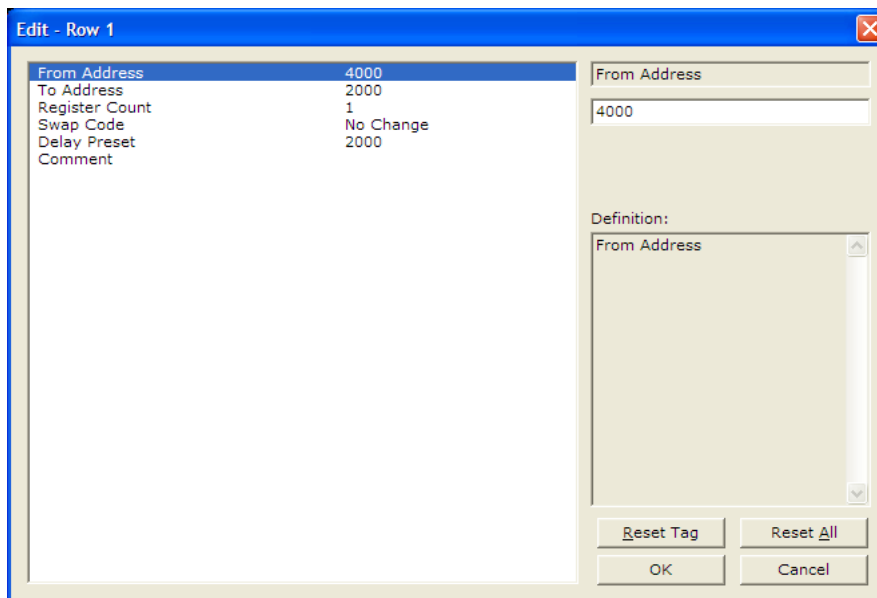 Edit - Row 1
From Address 4000
To Address 2000
Register Count 1
Swap Code No Change
Delay Preset 2000
Comment
From Address
4000
Definition:
From Address
Reset Tag Reset All
OK Cancel